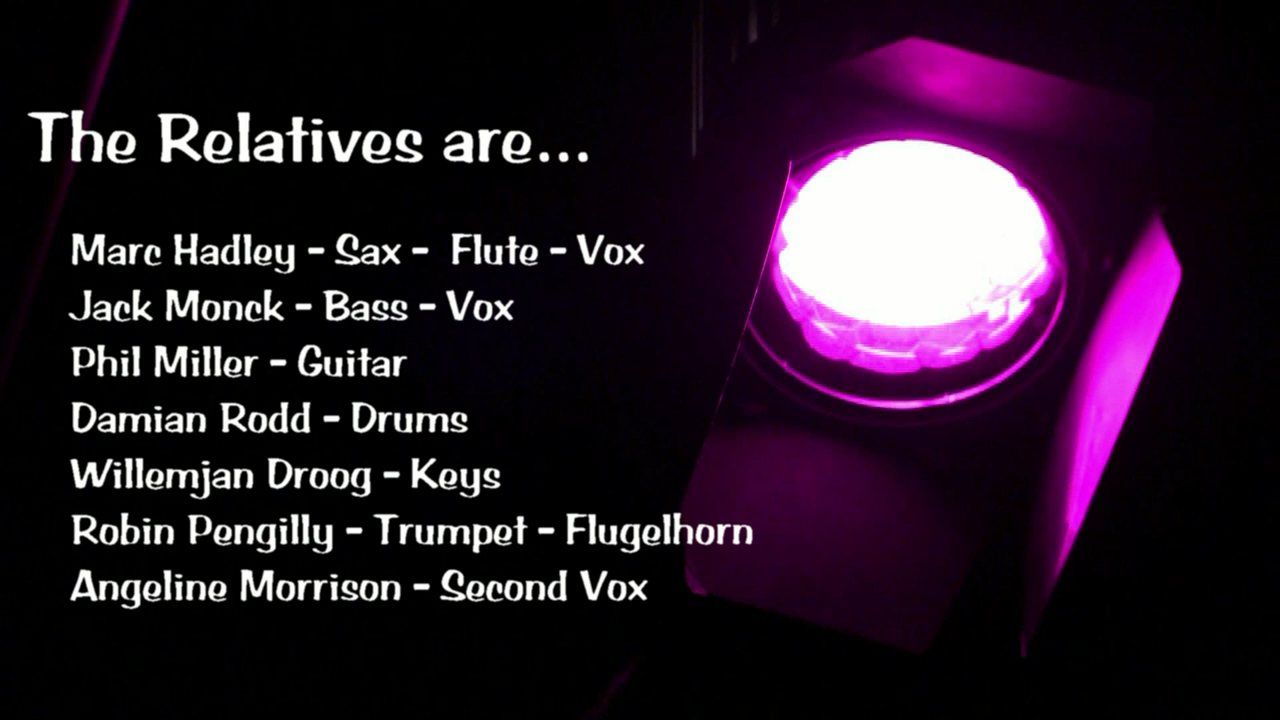 The Relatives are...
Marc Hadley - Sax - Flute - Vox
Jack Monck - Bass - Vox
Phil Miller - Guitar
Damian Rodd - Drums
Willemjan Droog - Keys
Robin Pengilly - Trumpet - Flugelhorn
Angeline Morrison - Second Vox